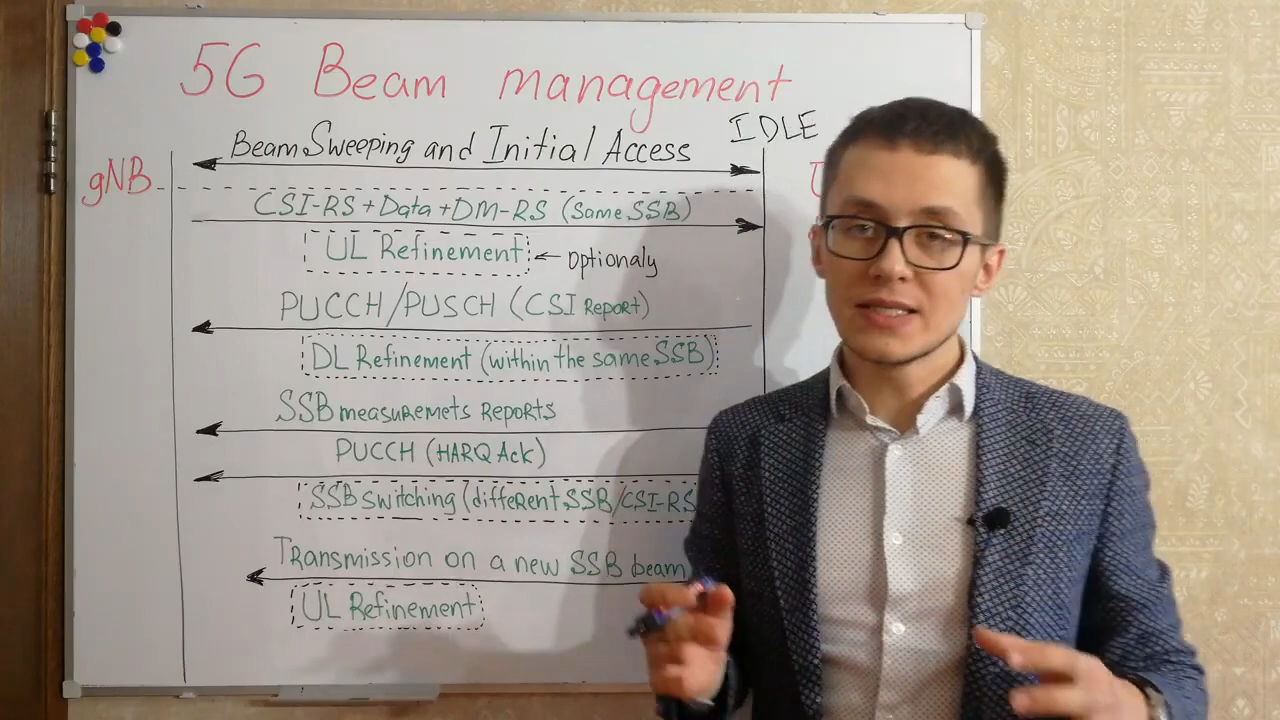 5G Beam management
IDLE
Beam Sweeping and Initial Access
gNB
CSI-RS + Data + DM-RS (same SSB)
UL Refinement
optionaly
PUCCH/PUSCH (CSI Report)
DL Refinement (within the same SSB)
SSB measuremets Reports
PUCCH (HARQ Ack)
SSB switching (different SSB/CSI-RS
Transmission on a new SSB beam
UL Refinement